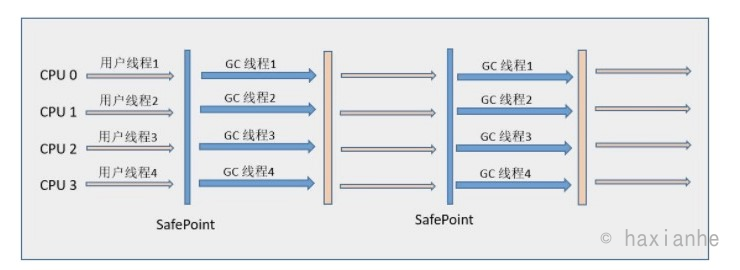 CPU 0 用户线程1 GC 线程1 GC 线程1
CPU 1 用户线程2 GC 线程2 GC 线程2
CPU 2 用户线程3 GC 线程3 GC 线程3
CPU 3 用户线程4 GC 线程4 GC 线程4
SafePoint SafePoint
© haxianhe